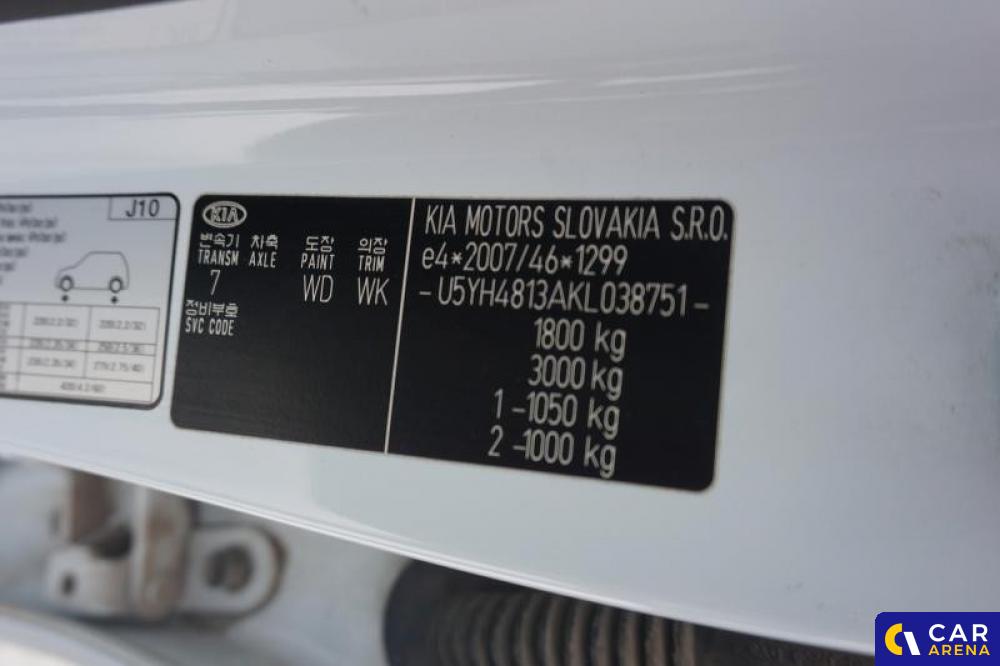 J10
KIA
변속기 차축 도장 의장
TRANSM AXLE PAINT TRIM
7 WD WK
정비부호
SVC CODE
KIA MOTORS SLOVAKIA S.R.O.
e4*2007/46*1299
-U5YH4813AKL038751-
1800 kg
3000 kg
1 -1050 kg
2 -1000 kg
CAR
ARENA